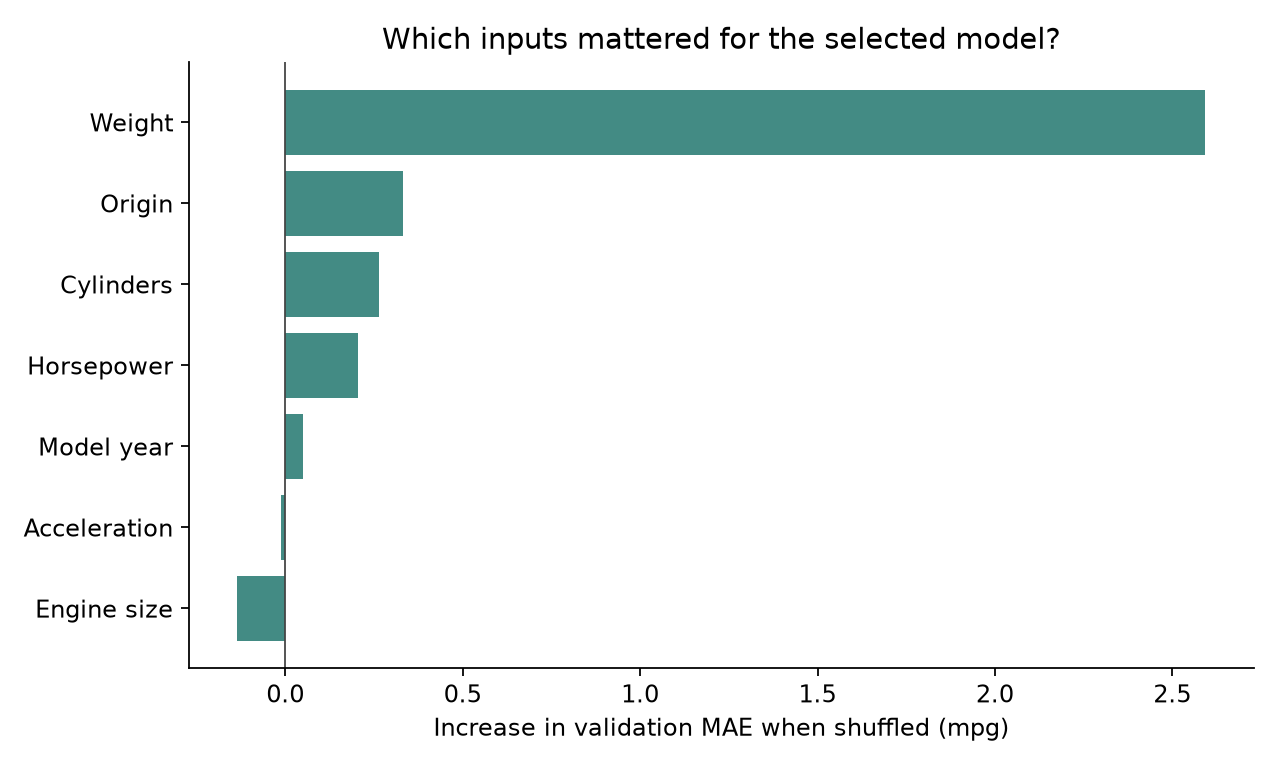 Which inputs mattered for the selected model?
Weight
Origin
Cylinders
Horsepower
Model year
Acceleration
Engine size
0.0 0.5 1.0 1.5 2.0 2.5
Increase in validation MAE when shuffled (mpg)